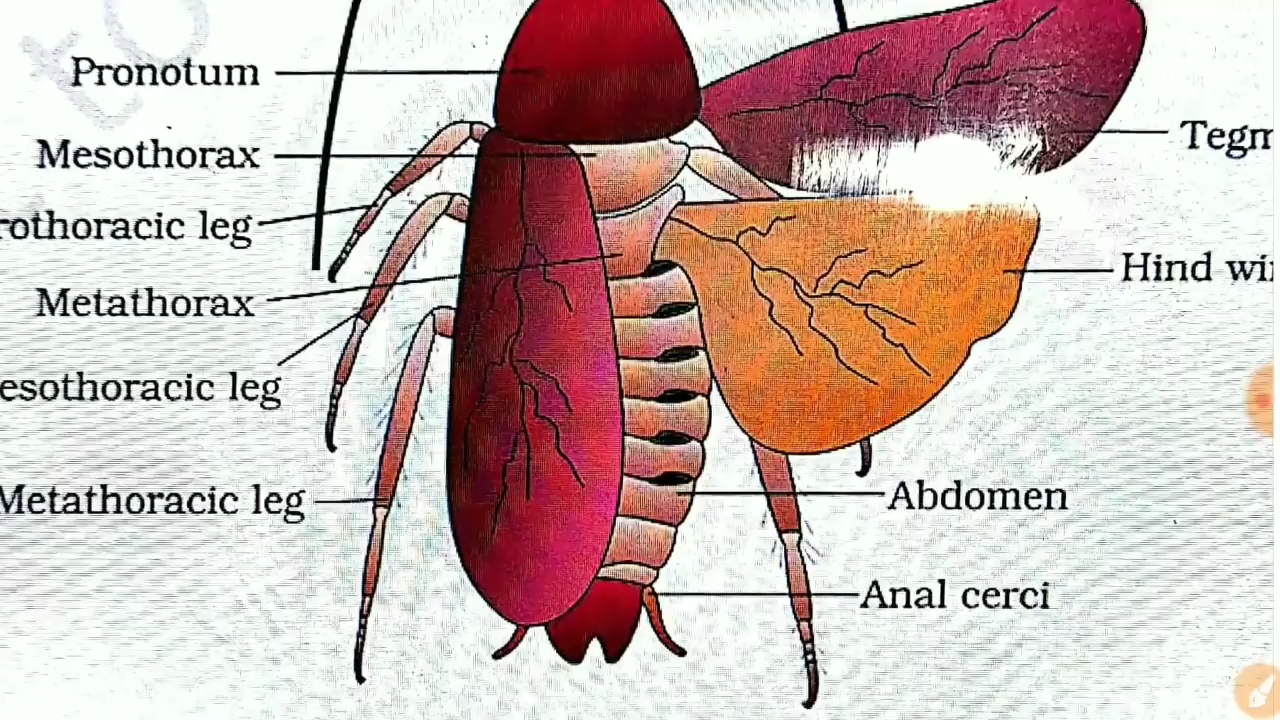 Pronotum
Mesothorax
Tegm
rothoracic leg
Hind wi
Metathorax
esothoracic leg
Metathoracic leg
Abdomen
Anal cerci